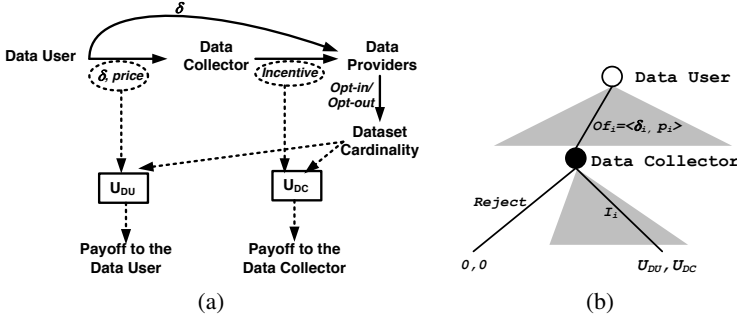 δ
Data User
Data
Collector
Data
Providers
δ, price
Incentive
Opt-in/
Opt-out
Dataset
Cardinality
U_DU
U_DC
Payoff to the
Data User
Payoff to the
Data Collector
(a)
Data User
Of_i=<δ_i, p_i>
Data Collector
Reject
I_i
0,0
U_DU, U_DC
(b)